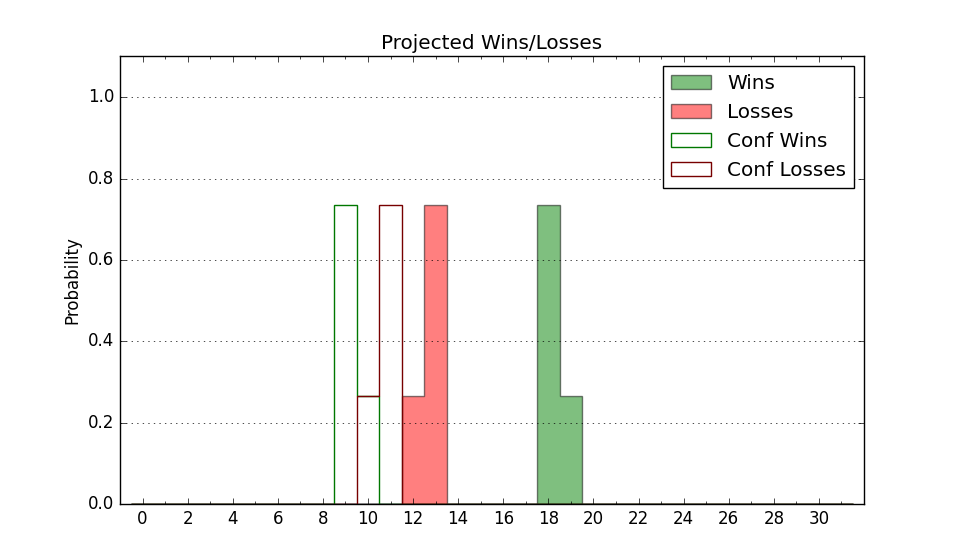 Projected Wins/Losses
Wins
Losses
Conf Wins
Conf Losses
Probability
1.0
0.8
0.6
0.4
0.2
0.0
0 2 4 6 8 10 12 14 16 18 20 22 24 26 28 30